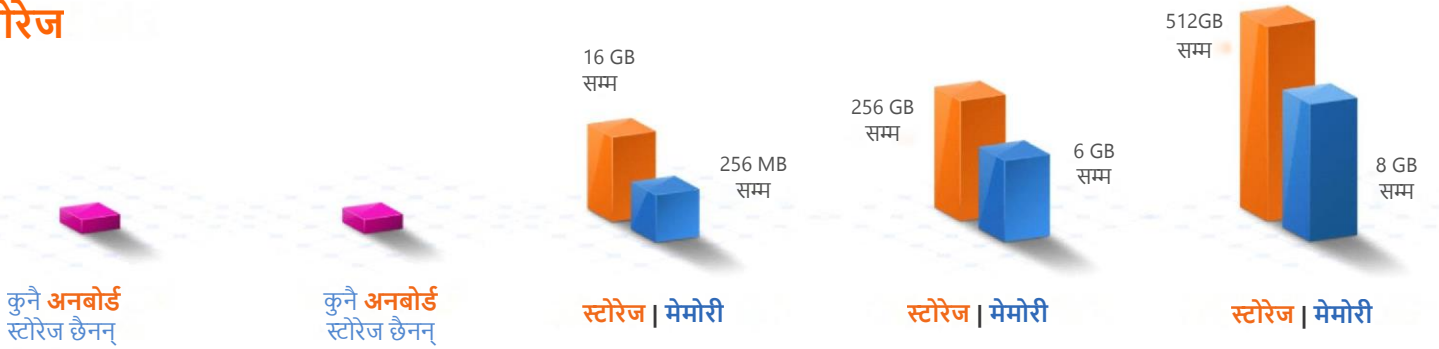 512GB
सम्म
16 GB
सम्म
256 GB
सम्म
256 MB
सम्म
6 GB
सम्म
8 GB
सम्म
कुनै अनबोर्ड
स्टोरेज छैनन्
कुनै अनबोर्ड
स्टोरेज छैनन्
स्टोरेज | मेमोरी
स्टोरेज | मेमोरी
स्टोरेज | मेमोरी